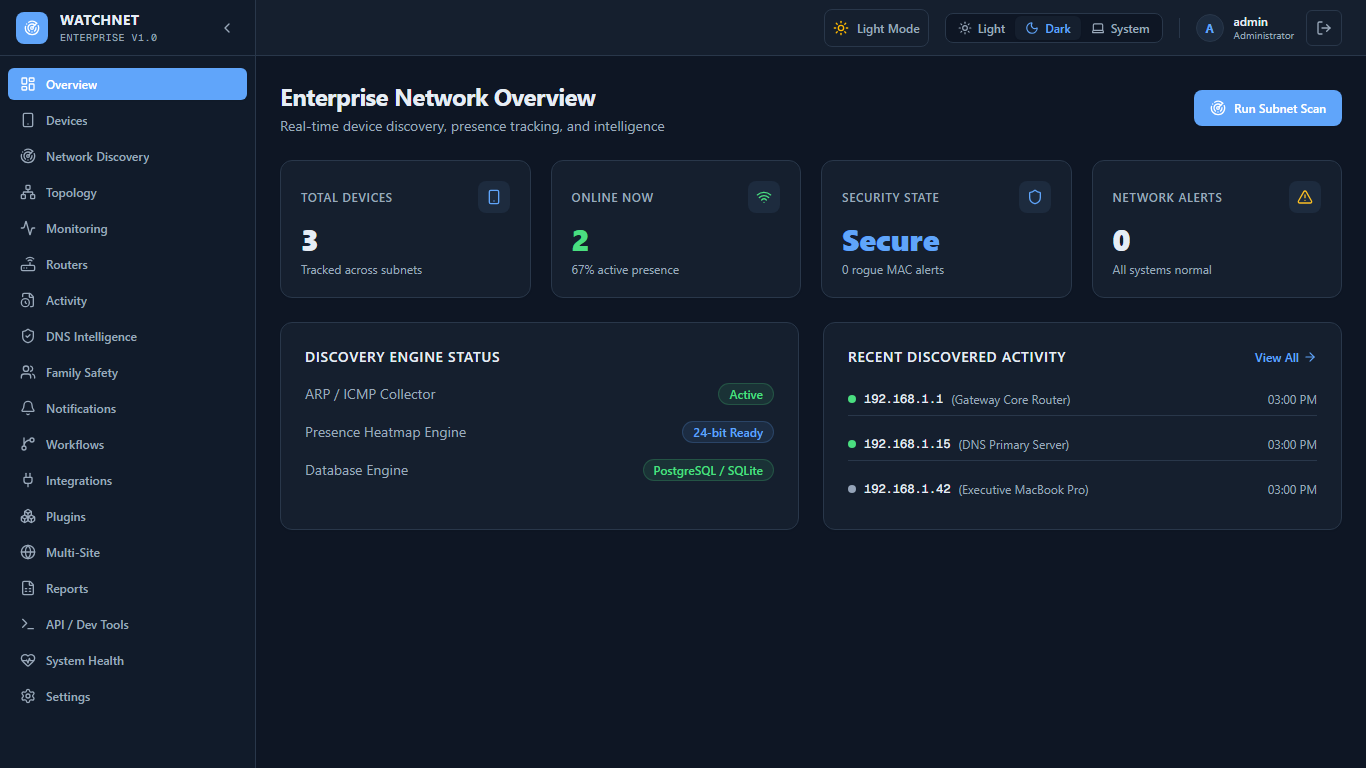 WATCHNET
ENTERPRISE V1.0
Light Mode
Light
Dark
System
A
admin
Administrator
Overview
Devices
Network Discovery
Topology
Monitoring
Routers
Activity
DNS Intelligence
Family Safety
Notifications
Workflows
Integrations
Plugins
Multi-Site
Reports
API / Dev Tools
System Health
Settings
Enterprise Network Overview
Real-time device discovery, presence tracking, and intelligence
Run Subnet Scan
TOTAL DEVICES
3
Tracked across subnets
ONLINE NOW
2
67% active presence
SECURITY STATE
Secure
0 rogue MAC alerts
NETWORK ALERTS
0
All systems normal
DISCOVERY ENGINE STATUS
ARP / ICMP Collector Active
Presence Heatmap Engine 24-bit Ready
Database Engine PostgreSQL / SQLite
RECENT DISCOVERED ACTIVITY View All
192.168.1.1 (Gateway Core Router) 03:00 PM
192.168.1.15 (DNS Primary Server) 03:00 PM
192.168.1.42 (Executive MacBook Pro) 03:00 PM